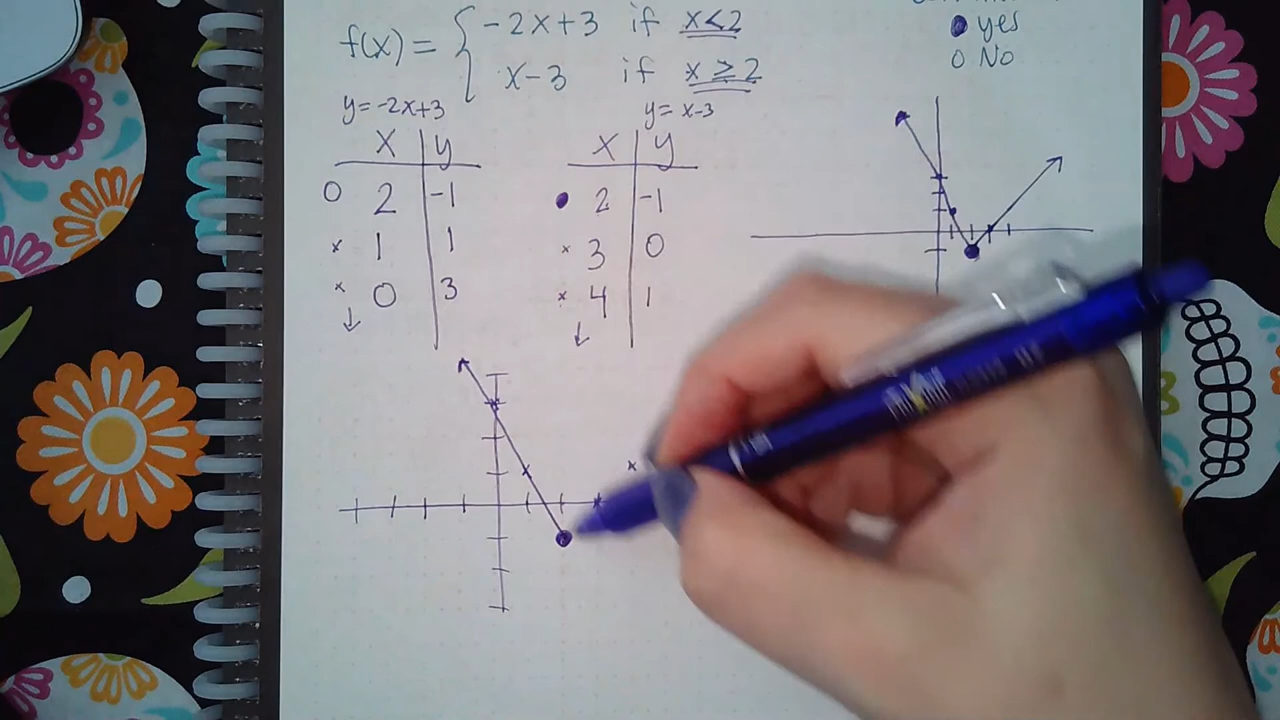 f(x) = { -2x+3 if x<2
x-3 if x≥2
● yes
○ No
y=-2x+3
x y
○ 2 -1
× 1 1
× 0 3
↓
y=x-3
x y
● 2 -1
× 3 0
× 4 1
↓